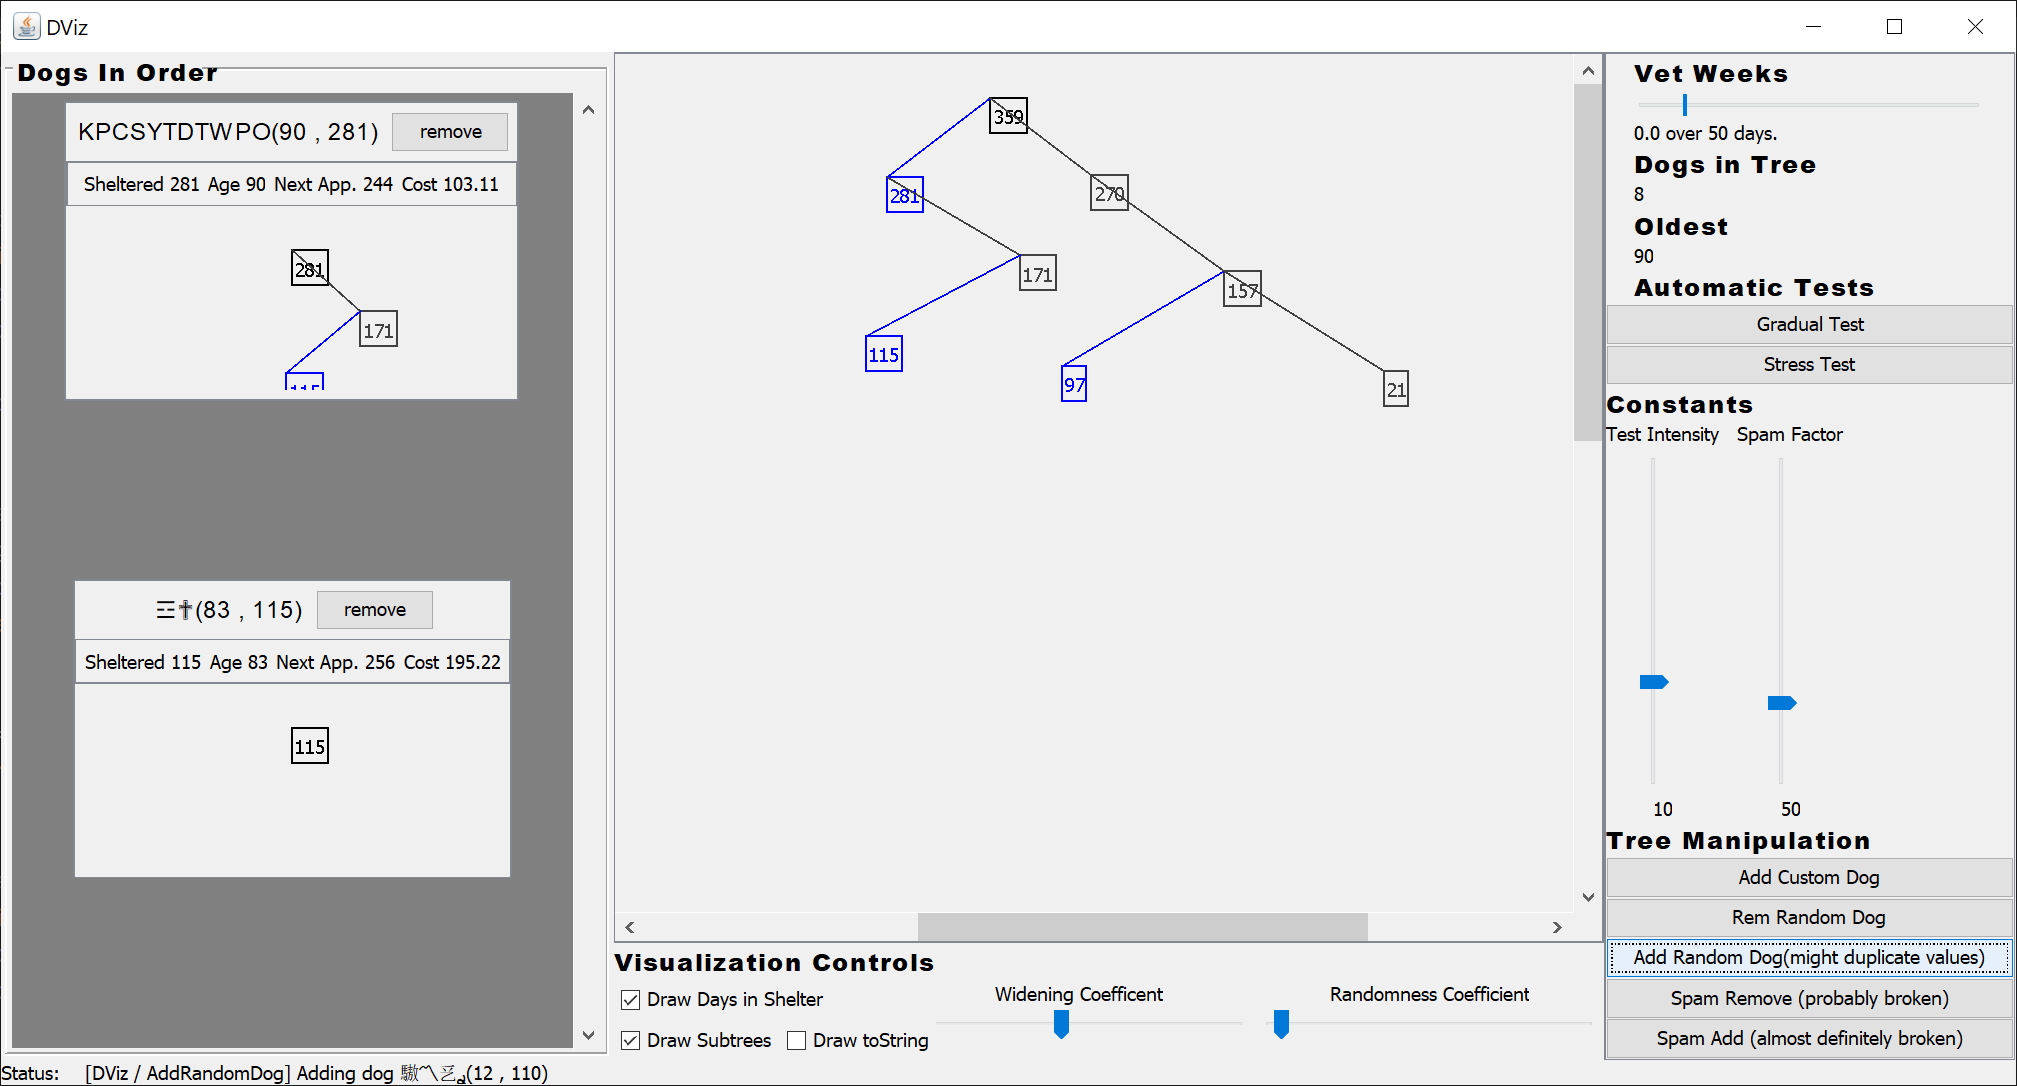 DViz
Dogs In Order
KPCSYTDTWPO(90 , 281)
remove
Sheltered 281 Age 90 Next App. 244 Cost 103.11
281
171
115
(83 , 115)
remove
Sheltered 115 Age 83 Next App. 256 Cost 195.22
115
359
281
270
171
157
115
97
21
Visualization Controls
Draw Days in Shelter
Draw Subtrees
Draw toString
Widening Coefficent
Randomness Coefficient
Vet Weeks
0.0 over 50 days.
Dogs in Tree
8
Oldest
90
Automatic Tests
Gradual Test
Stress Test
Constants
Test Intensity
Spam Factor
10
50
Tree Manipulation
Add Custom Dog
Rem Random Dog
Add Random Dog(might duplicate values)
Spam Remove (probably broken)
Spam Add (almost definitely broken)
Status: [DViz / AddRandomDog] Adding dog (12 , 110)